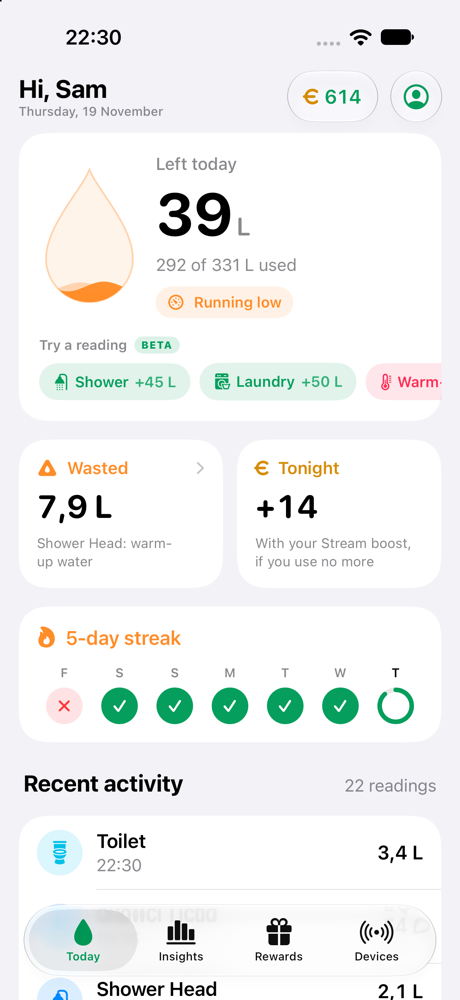 22:30
Hi, Sam
Thursday, 19 November
€ 614
Left today
39 L
292 of 331 L used
Running low
Try a reading BETA
Shower +45 L
Laundry +50 L
Warm-
Wasted
7,9 L
Shower Head: warm-
up water
€ Tonight
+14
With your Stream boost,
if you use no more
5-day streak
F S S M T W T
Recent activity
22 readings
Toilet
22:30
3,4 L
Today
Insights
Rewards
Devices
Shower Head
2,1 L